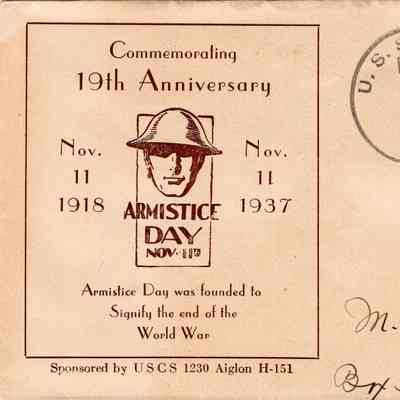 Commemorating
19th Anniversary
Nov. 11 1918
Nov. 11 1937
ARMISTICE
DAY
NOV·11TH
Armistice Day was founded to
Signify the end of the
World War
Sponsored by USCS 1230 Aiglon H-151
U. S. S.
M.
Box